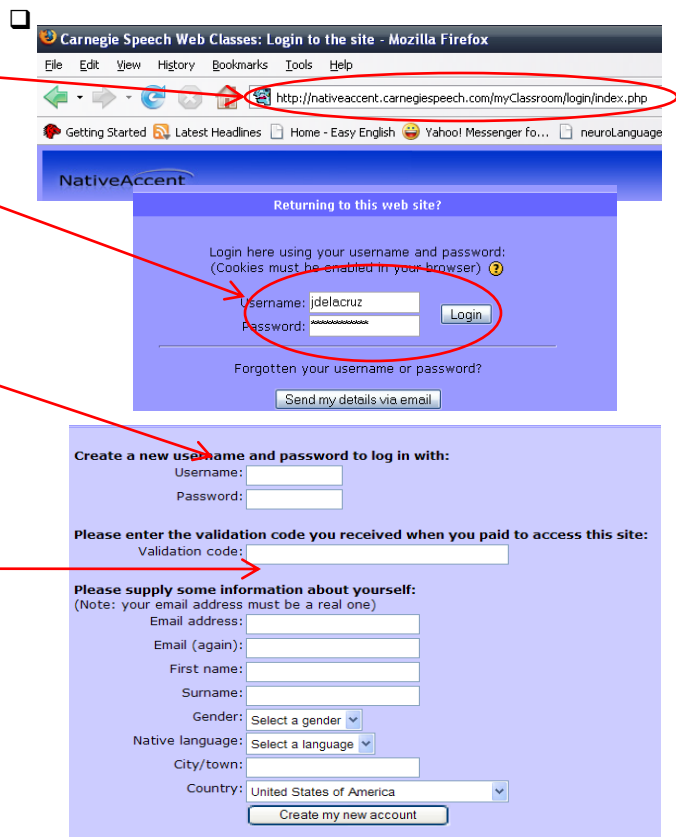 Carnegie Speech Web Classes: Login to the site - Mozilla Firefox
File Edit View History Bookmarks Tools Help
http://nativeaccent.carnegiespeech.com/myClassroom/login/index.php
Getting Started Latest Headlines Home - Easy English Yahoo! Messenger fo... neuroLanguage
NativeAccent
Returning to this web site?
Login here using your username and password:
(Cookies must be enabled in your browser) ?
Username: jdelacruz
Login
Password: ************
Forgotten your username or password?
Send my details via email
Create a new username and password to log in with:
Username:
Password:
Please enter the validation code you received when you paid to access this site:
Validation code:
Please supply some information about yourself:
(Note: your email address must be a real one)
Email address:
Email (again):
First name:
Surname:
Gender: Select a gender
Native language: Select a language
City/town:
Country: United States of America
Create my new account